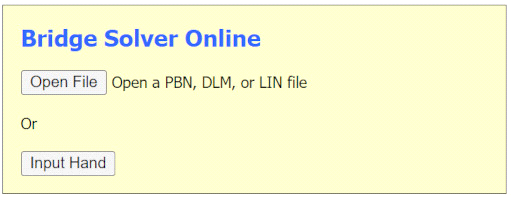 Bridge Solver Online
Open File Open a PBN, DLM, or LIN file
Or
Input Hand